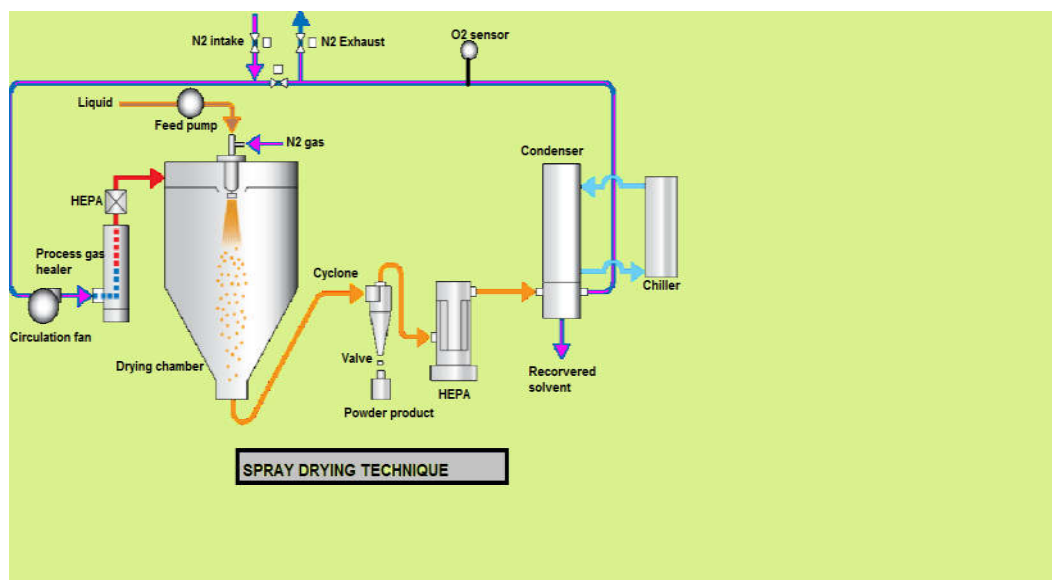 N2 intake
N2 Exhaust
O2 sensor
Liquid
Feed pump
N2 gas
Condenser
HEPA
Process gas
healer
Cyclone
Chiller
Circulation fan
Valve
Drying chamber
Recorvered
solvent
HEPA
Powder product
SPRAY DRYING TECHNIQUE